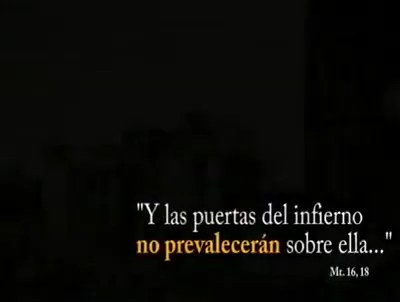 "Y las puertas del infierno
no prevalecerán sobre ella..."
Mt. 16, 18